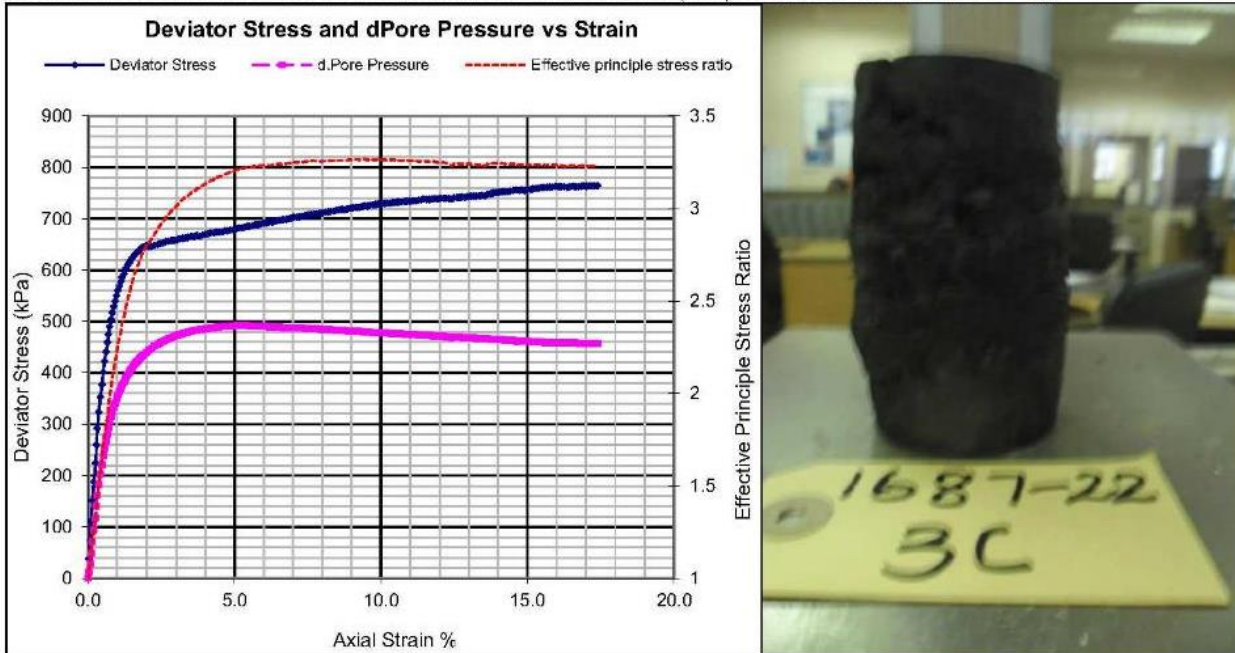 Deviator Stress and dPore Pressure vs Strain
Deviator Stress d.Pore Pressure Effective principle stress ratio
900
800
700
600
500
400
300
200
100
0
Deviator Stress (kPa)
3.5
3
2.5
2
1.5
1
Effective Principle Stress Ratio
0.0 5.0 10.0 15.0 20.0
Axial Strain %
1687-22
3C